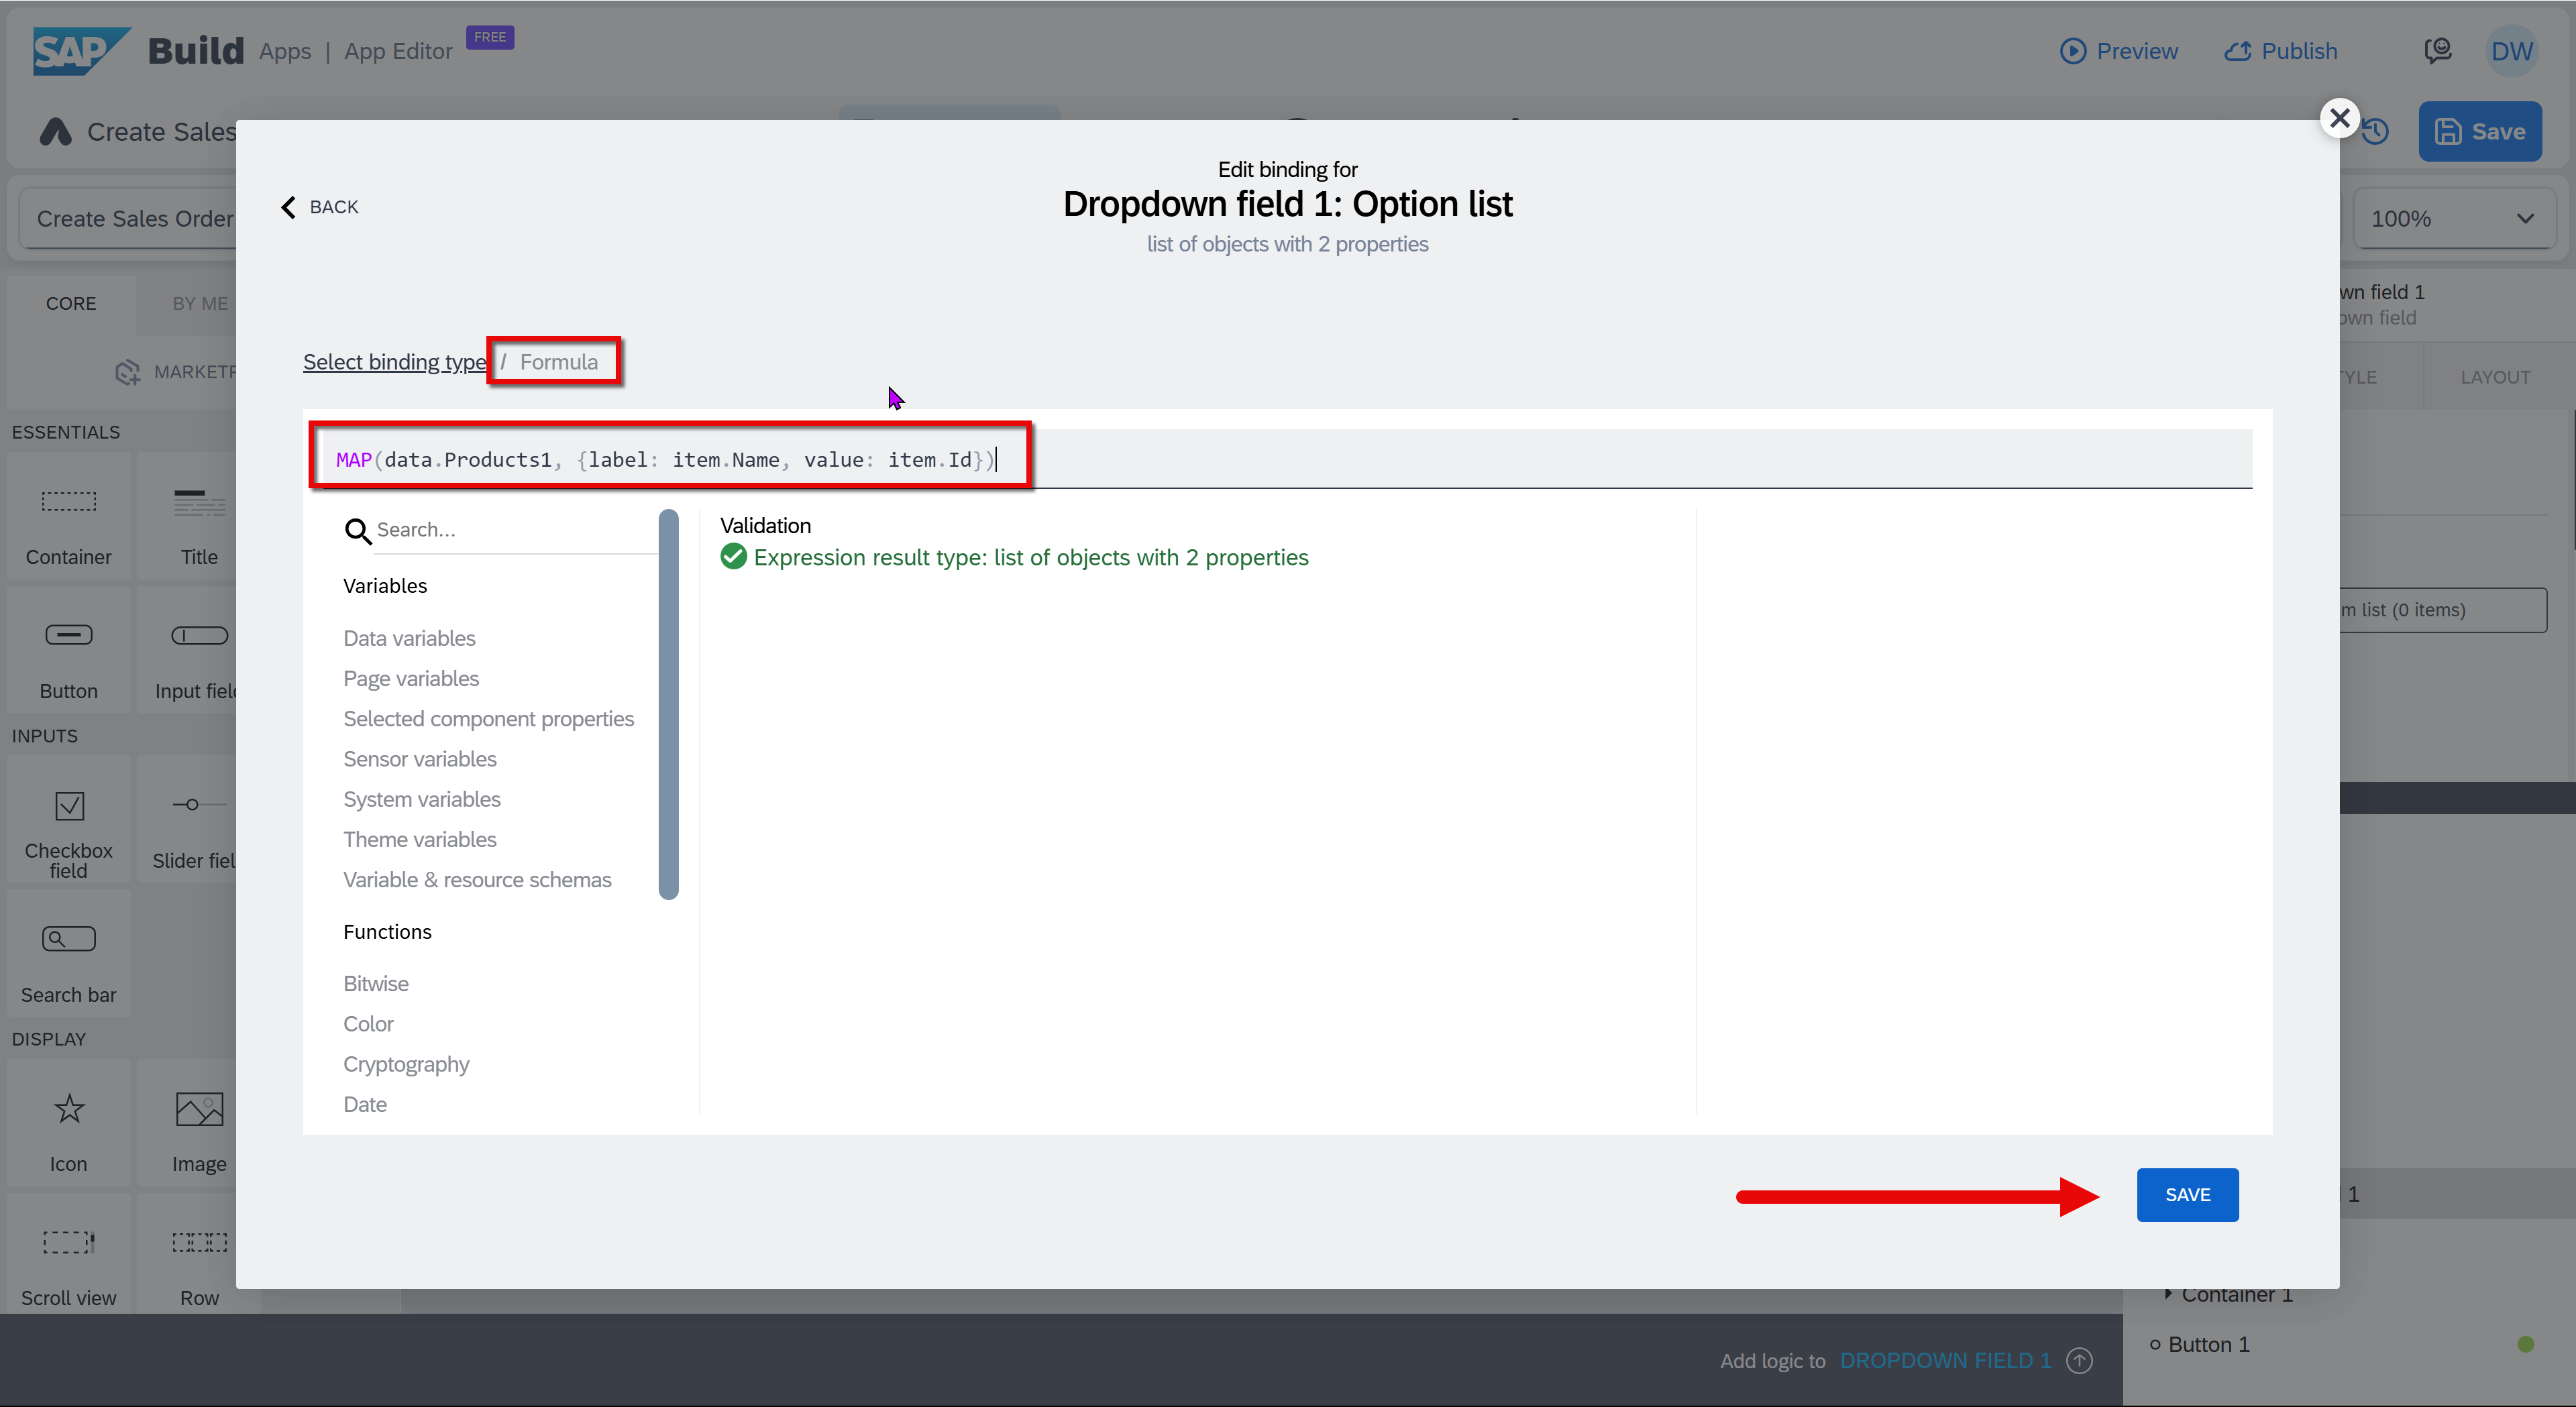 SAP Build Apps | App Editor FREE
Preview Publish DW
Create Sales
Save
Create Sales Order
100%
Edit binding for
BACK
Dropdown field 1: Option list
list of objects with 2 properties
CORE BY ME
MARKETP
wn field 1
own field
YLE LAYOUT
Select binding type / Formula
MAP(data.Products1, {label: item.Name, value: item.Id})
ESSENTIALS
Container Title
Button Input field
INPUTS
Checkbox field
Slider fiel
Search bar
DISPLAY
Icon Image
Scroll view Row
Search...
Variables
Data variables
Page variables
Selected component properties
Sensor variables
System variables
Theme variables
Variable & resource schemas
Functions
Bitwise
Color
Cryptography
Date
Validation
Expression result type: list of objects with 2 properties
m list (0 items)
SAVE
1
Container 1
Button 1
Add logic to DROPDOWN FIELD 1